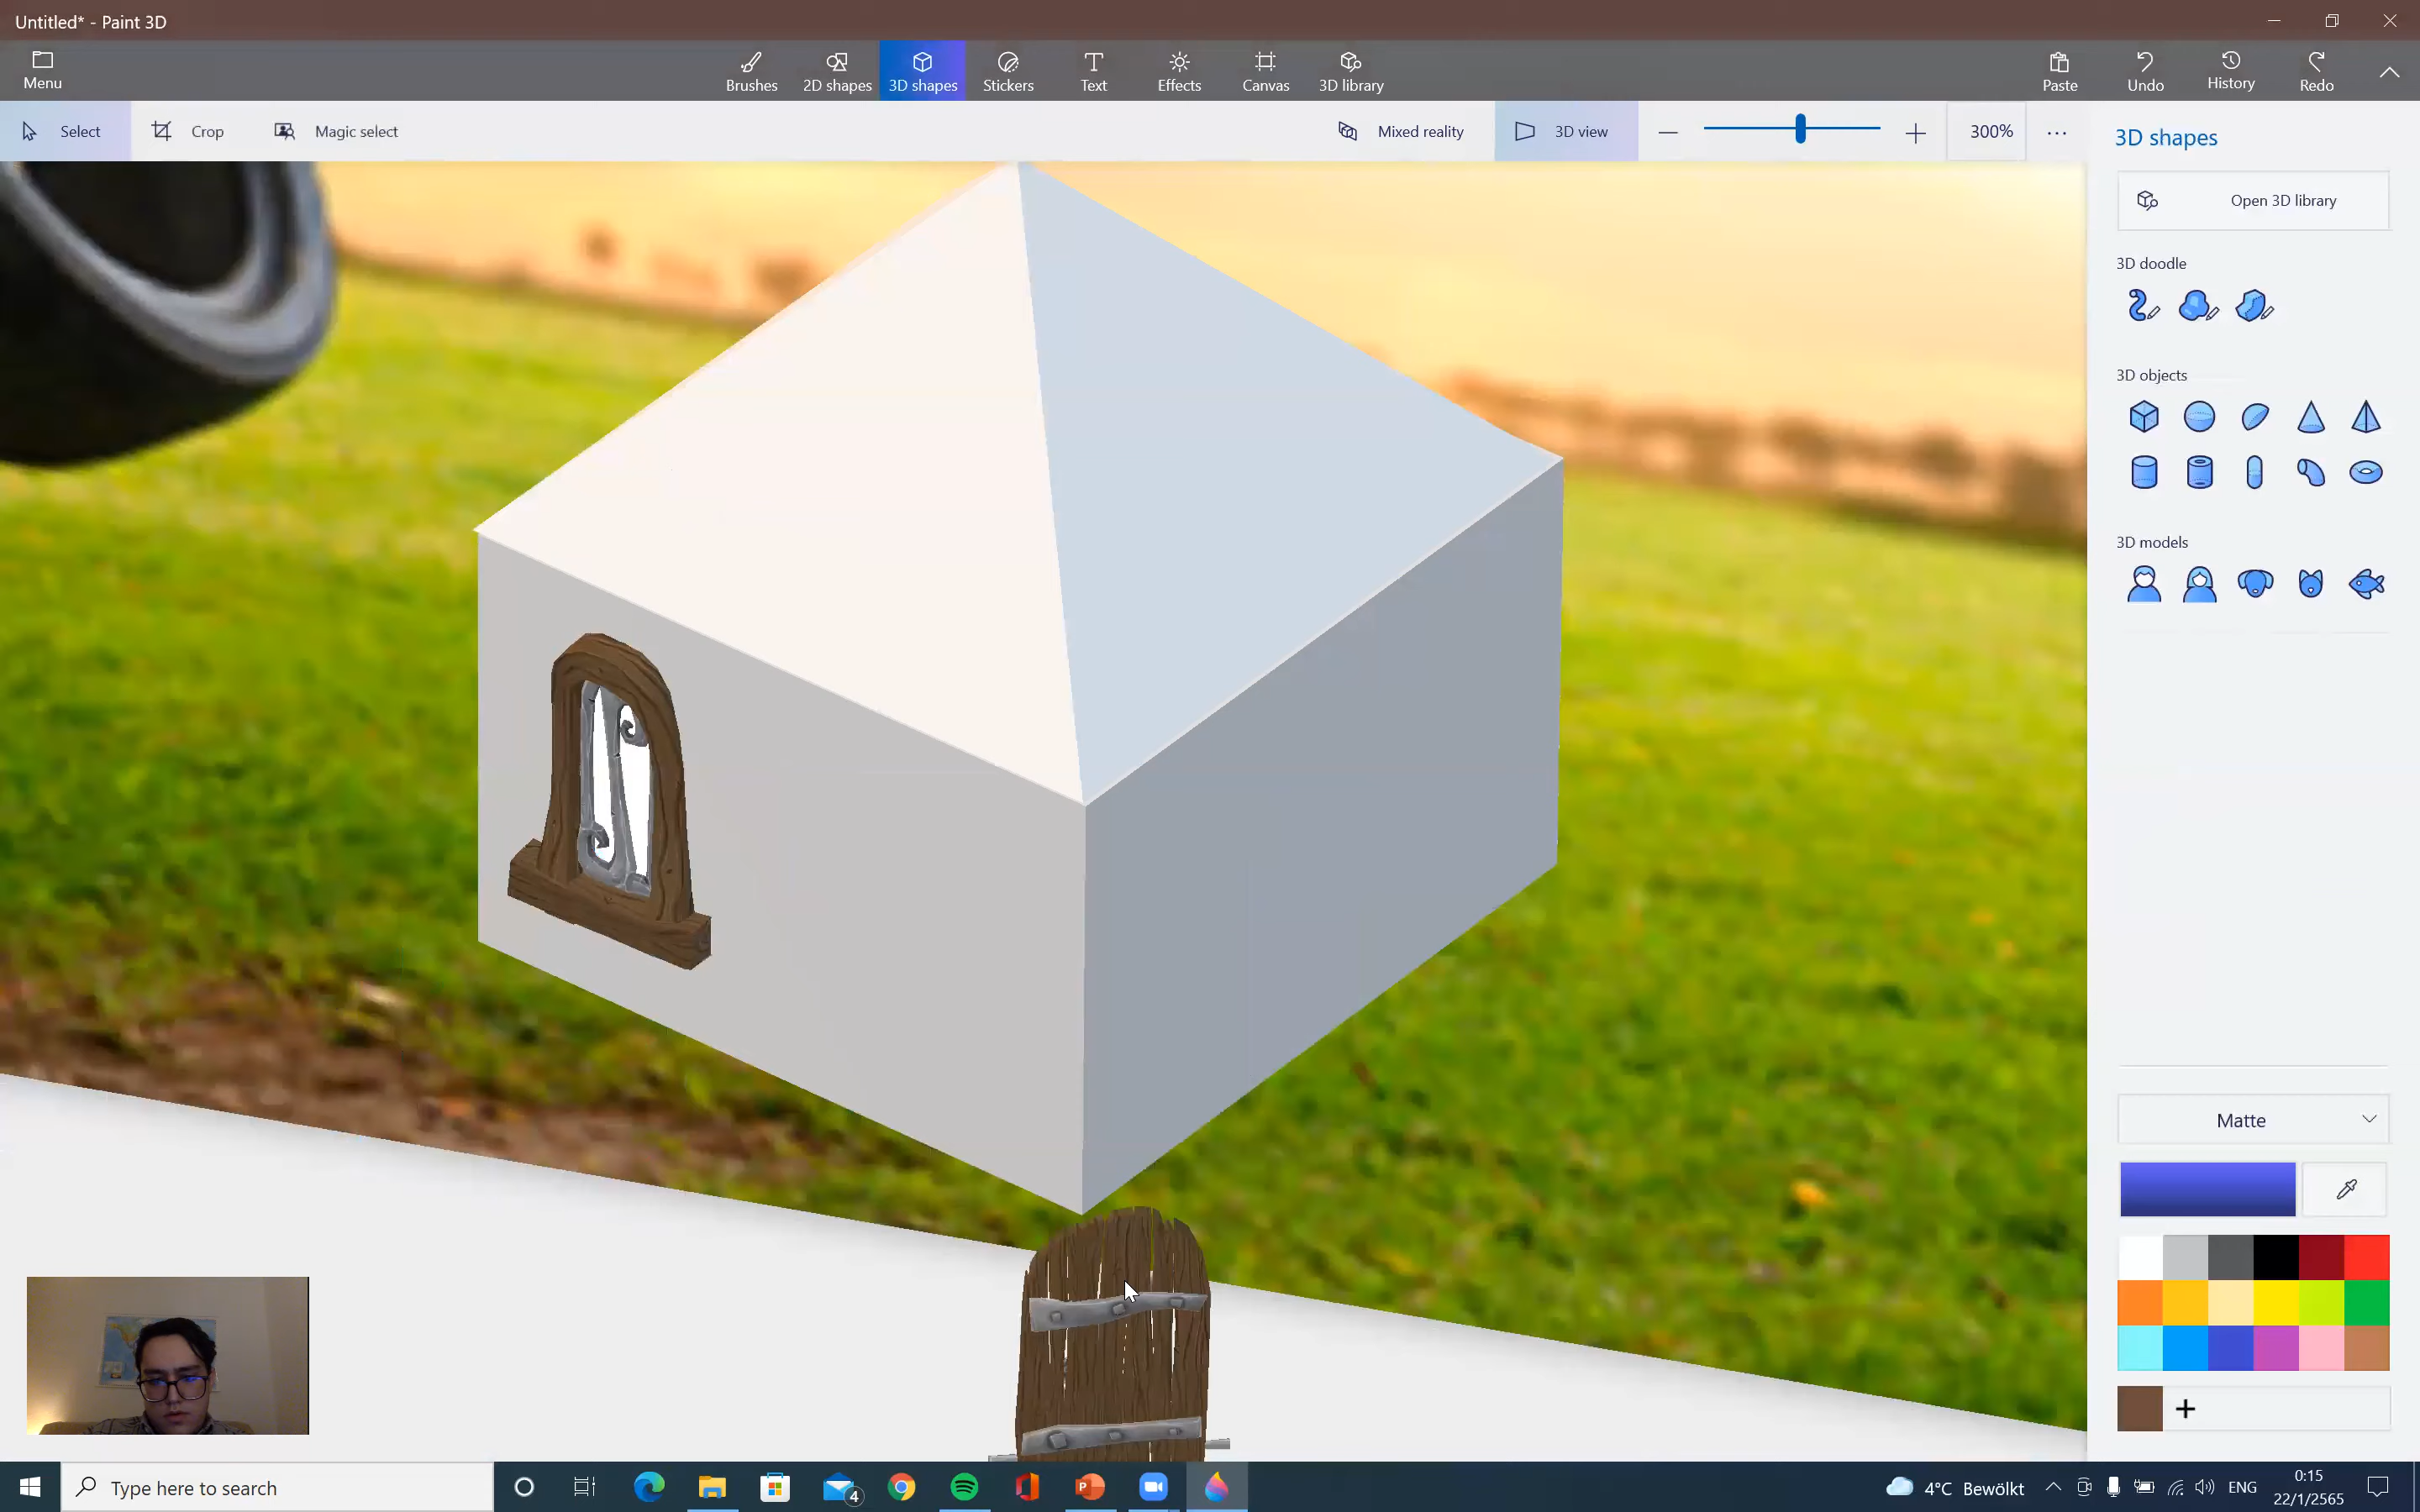 Untitled* - Paint 3D
Menu
Brushes
2D shapes
3D shapes
Stickers
Text
Effects
Canvas
3D library
Paste
Undo
History
Redo
Select
Crop
Magic select
Mixed reality
3D view
300%
3D shapes
Open 3D library
3D doodle
3D objects
3D models
Matte
Type here to search
4
4°C Bewölkt
ENG
0:15
22/1/2565